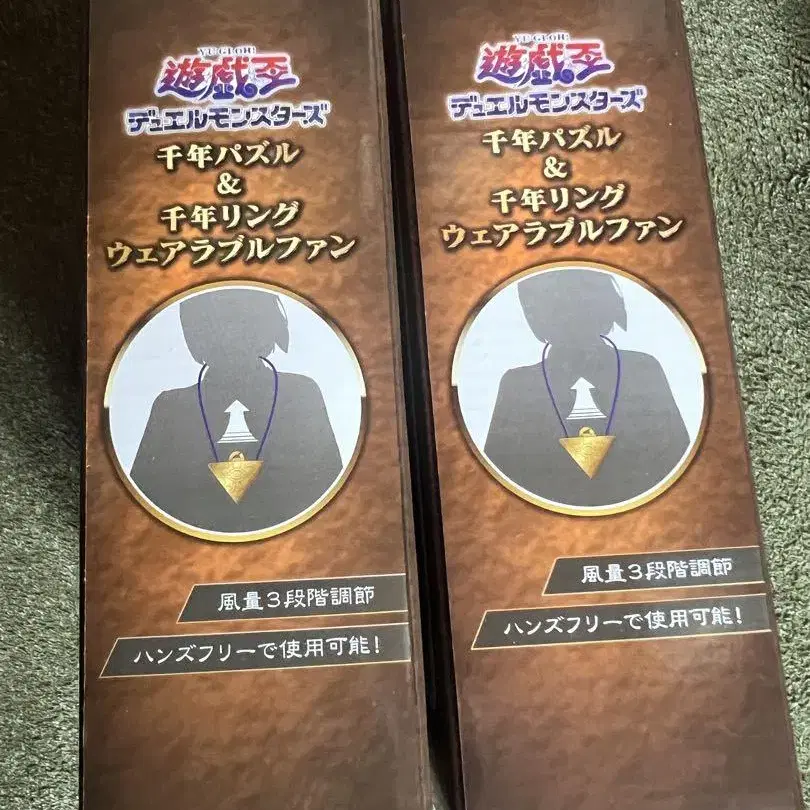 YU-GI-OH!
遊戯王
デュエルモンスターズ
千年パズル
&
千年リング
ウェアラブルファン
風量3段階調節
ハンズフリーで使用可能!
YU-GI-OH!
遊戯王
デュエルモンスターズ
千年パズル
&
千年リング
ウェアラブルファン
風量3段階調節
ハンズフリーで使用可能!